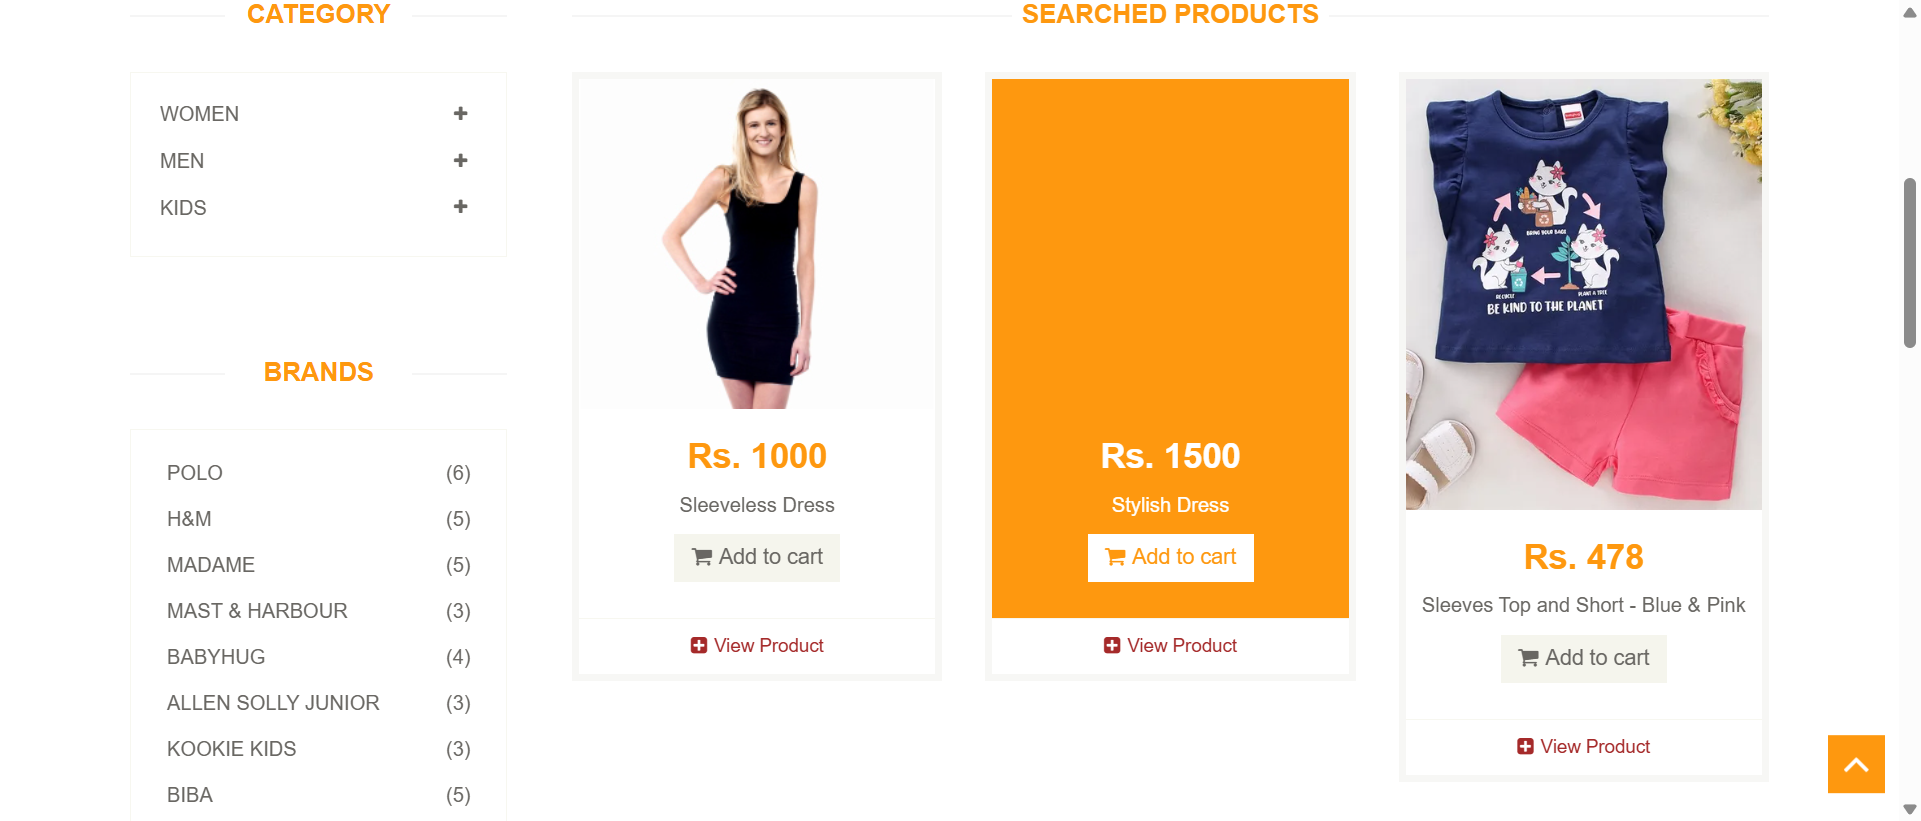 CATEGORY
WOMEN
MEN
KIDS
BRANDS
POLO (6)
H&M (5)
MADAME (5)
MAST & HARBOUR (3)
BABYHUG (4)
ALLEN SOLLY JUNIOR (3)
KOOKIE KIDS (3)
BIBA (5)
SEARCHED PRODUCTS
Rs. 1000
Sleeveless Dress
Add to cart
View Product
Rs. 1500
Stylish Dress
Add to cart
View Product
BRING YOUR BAGS
RECYCLE
PLANT A TREE
BE KIND TO THE PLANET
Rs. 478
Sleeves Top and Short - Blue & Pink
Add to cart
View Product